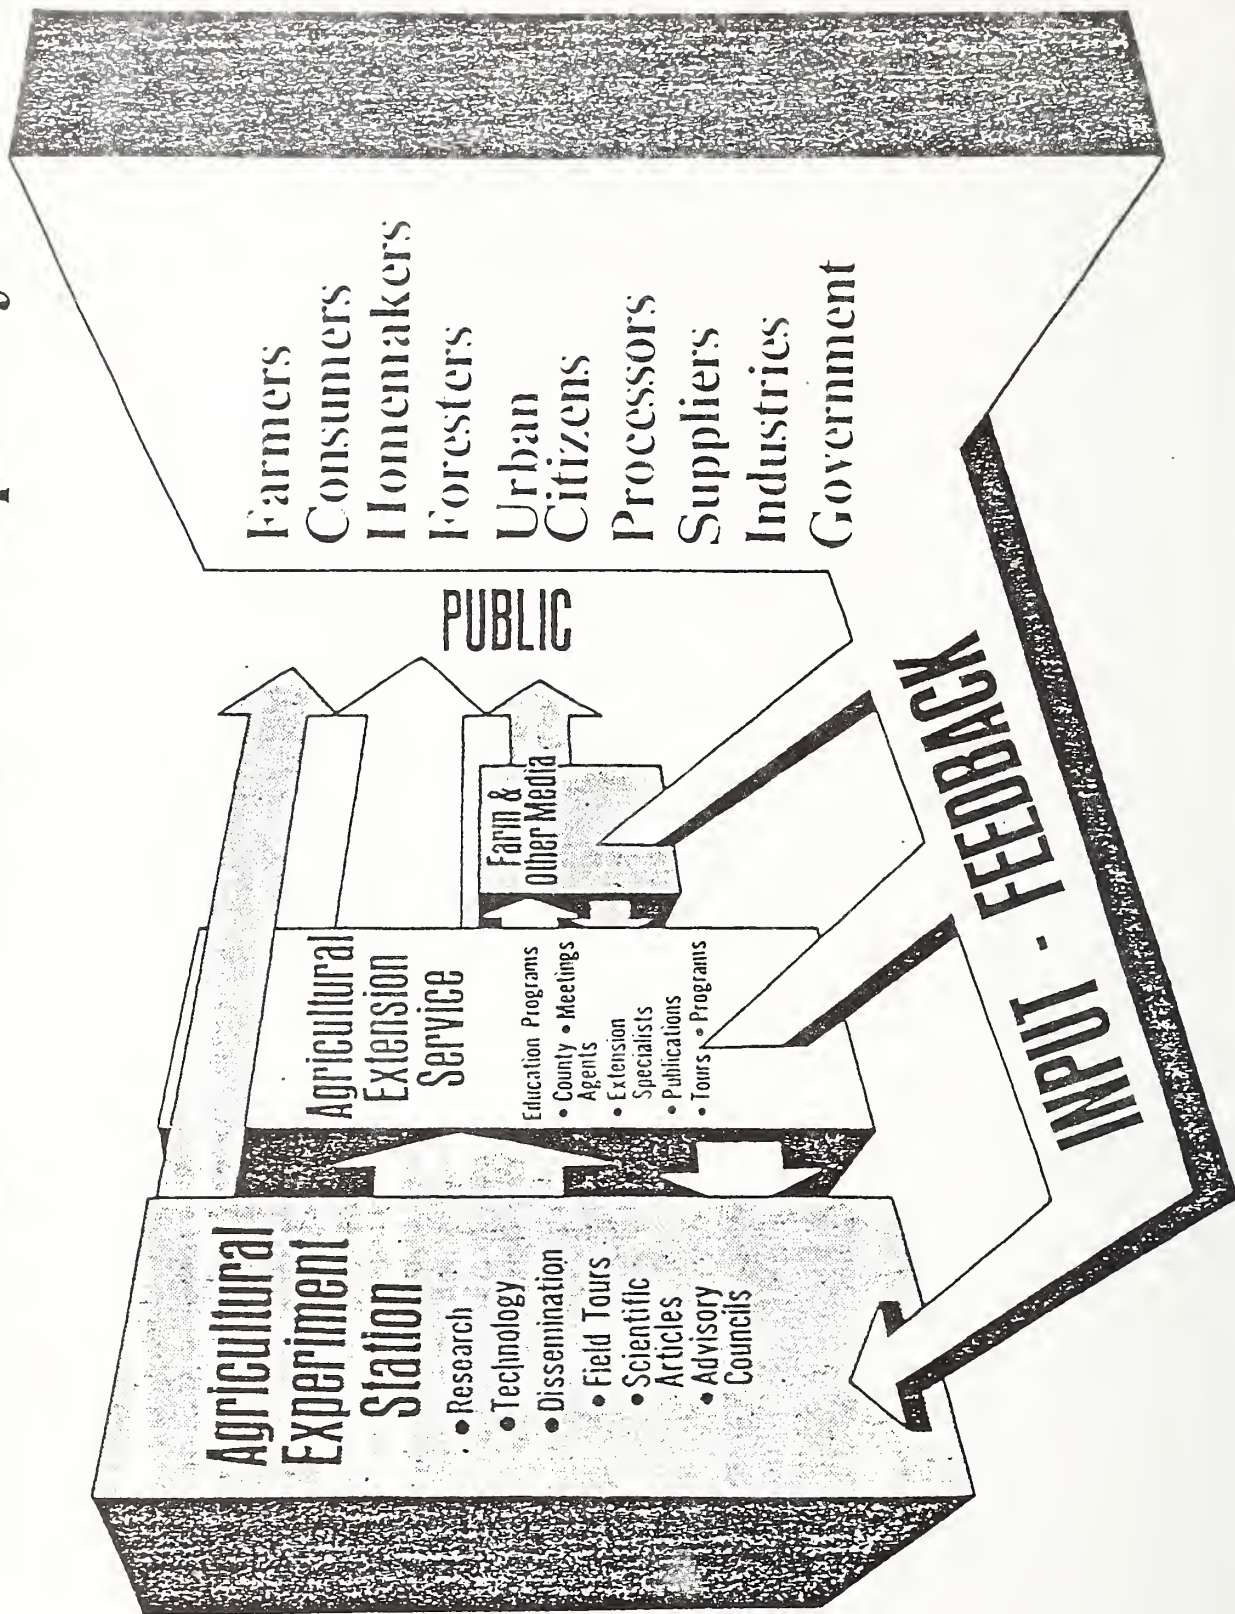 Agricultural
Experiment
Station
• Research
• Technology
• Dissemination
• Field Tours
• Scientific
Articles
• Advisory
Councils
Agricultural
Extension
Service
Education Programs
• County • Meetings
Agents
• Extension
Specialists
• Publications
• Tours • Programs
Farm &
Other Media
PUBLIC
Farmers
Consumers
Homemakers
Foresters
Urban
Citizens
Processors
Suppliers
Industries
Government
INPUT - FEEDBACK